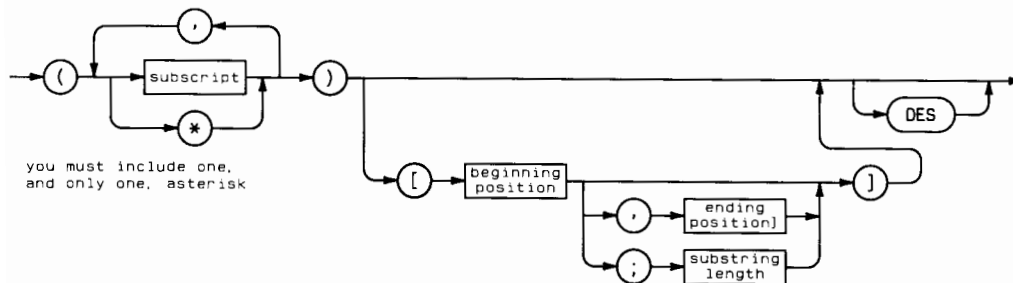 ,
( subscript ) DES
*
you must include one,
and only one, asterisk
[ beginning
position ]
, ending
position]
; substring
length